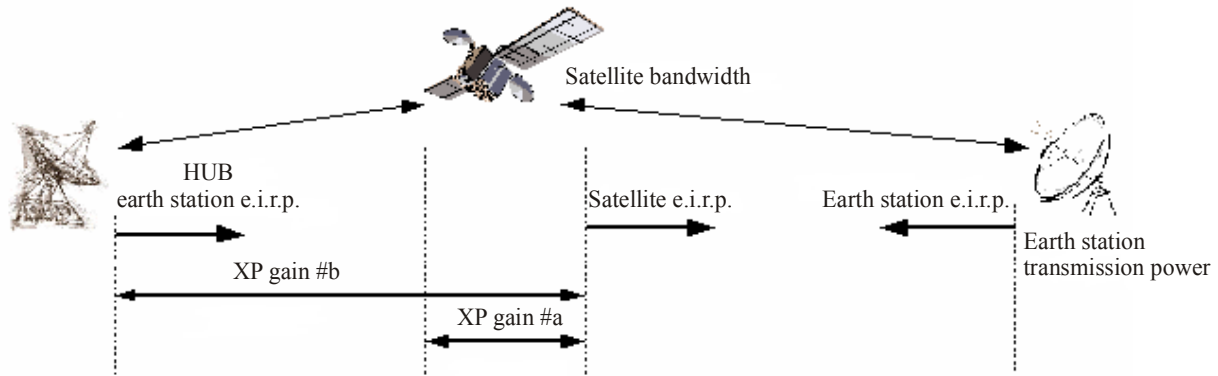 Satellite bandwidth
HUB
earth station e.i.r.p.
Satellite e.i.r.p.
Earth station e.i.r.p.
Earth station
transmission power
XP gain #b
XP gain #a